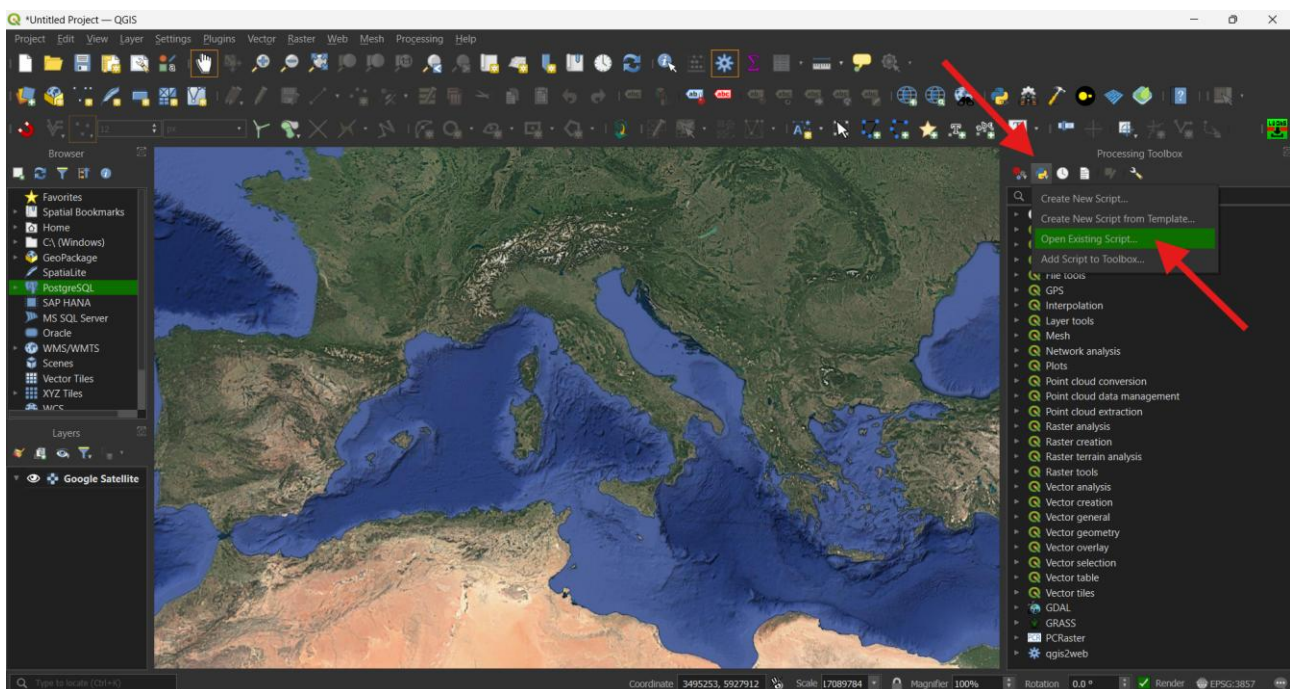 *Untitled Project — QGIS
Project Edit View Layer Settings Plugins Vector Raster Web Mesh Processing Help
abc
abc
12
px
Browser
Processing Toolbox
Favorites
Spatial Bookmarks
Home
C:\ (Windows)
GeoPackage
SpatiaLite
PostgreSQL
SAP HANA
MS SQL Server
Oracle
WMS/WMTS
Scenes
Vector Tiles
XYZ Tiles
WCS
Create New Script...
Create New Script from Template...
Open Existing Script...
Add Script to Toolbox...
File tools
GPS
Interpolation
Layer tools
Mesh
Network analysis
Plots
Point cloud conversion
Point cloud data management
Point cloud extraction
Raster analysis
Raster creation
Raster terrain analysis
Raster tools
Vector analysis
Vector creation
Vector general
Vector geometry
Vector overlay
Vector selection
Vector table
Vector tiles
GDAL
GRASS
PCRaster
qgis2web
Layers
Google Satellite
Type to locate (Ctrl+K)
Coordinate 3495253, 5927912 Scale 17089784 Magnifier 100% Rotation 0.0 ° Render EPSG:3857